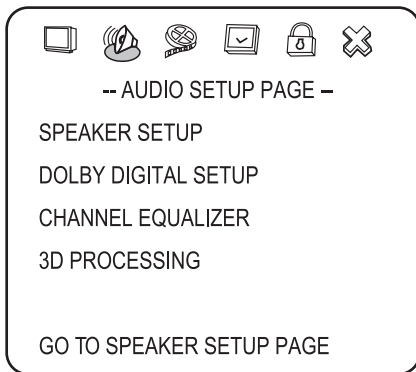 -- AUDIO SETUP PAGE –
SPEAKER SETUP
DOLBY DIGITAL SETUP
CHANNEL EQUALIZER
3D PROCESSING
GO TO SPEAKER SETUP PAGE